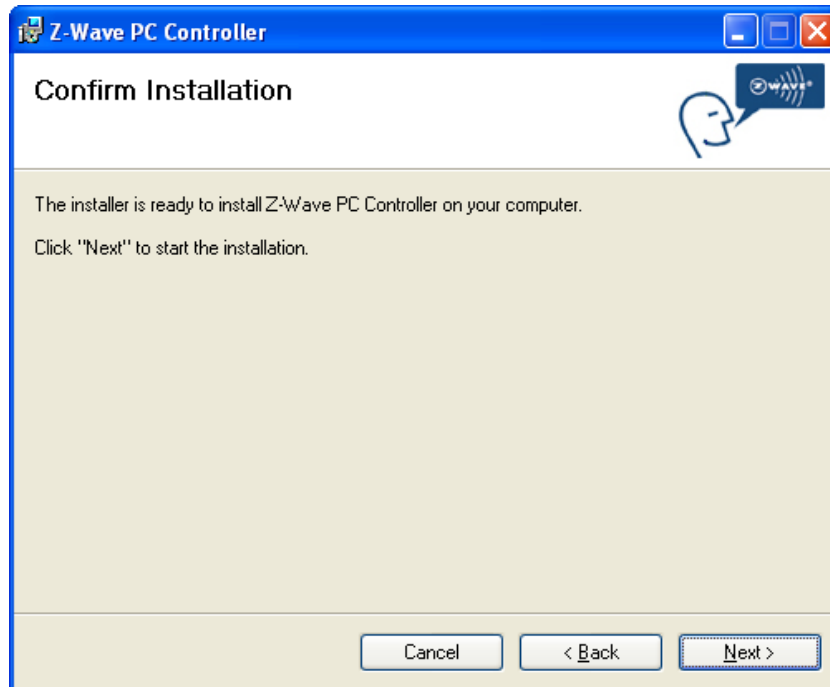 Z-Wave PC Controller
Confirm Installation
Z WAVE
The installer is ready to install Z-Wave PC Controller on your computer.
Click "Next" to start the installation.
Cancel
< Back
Next >